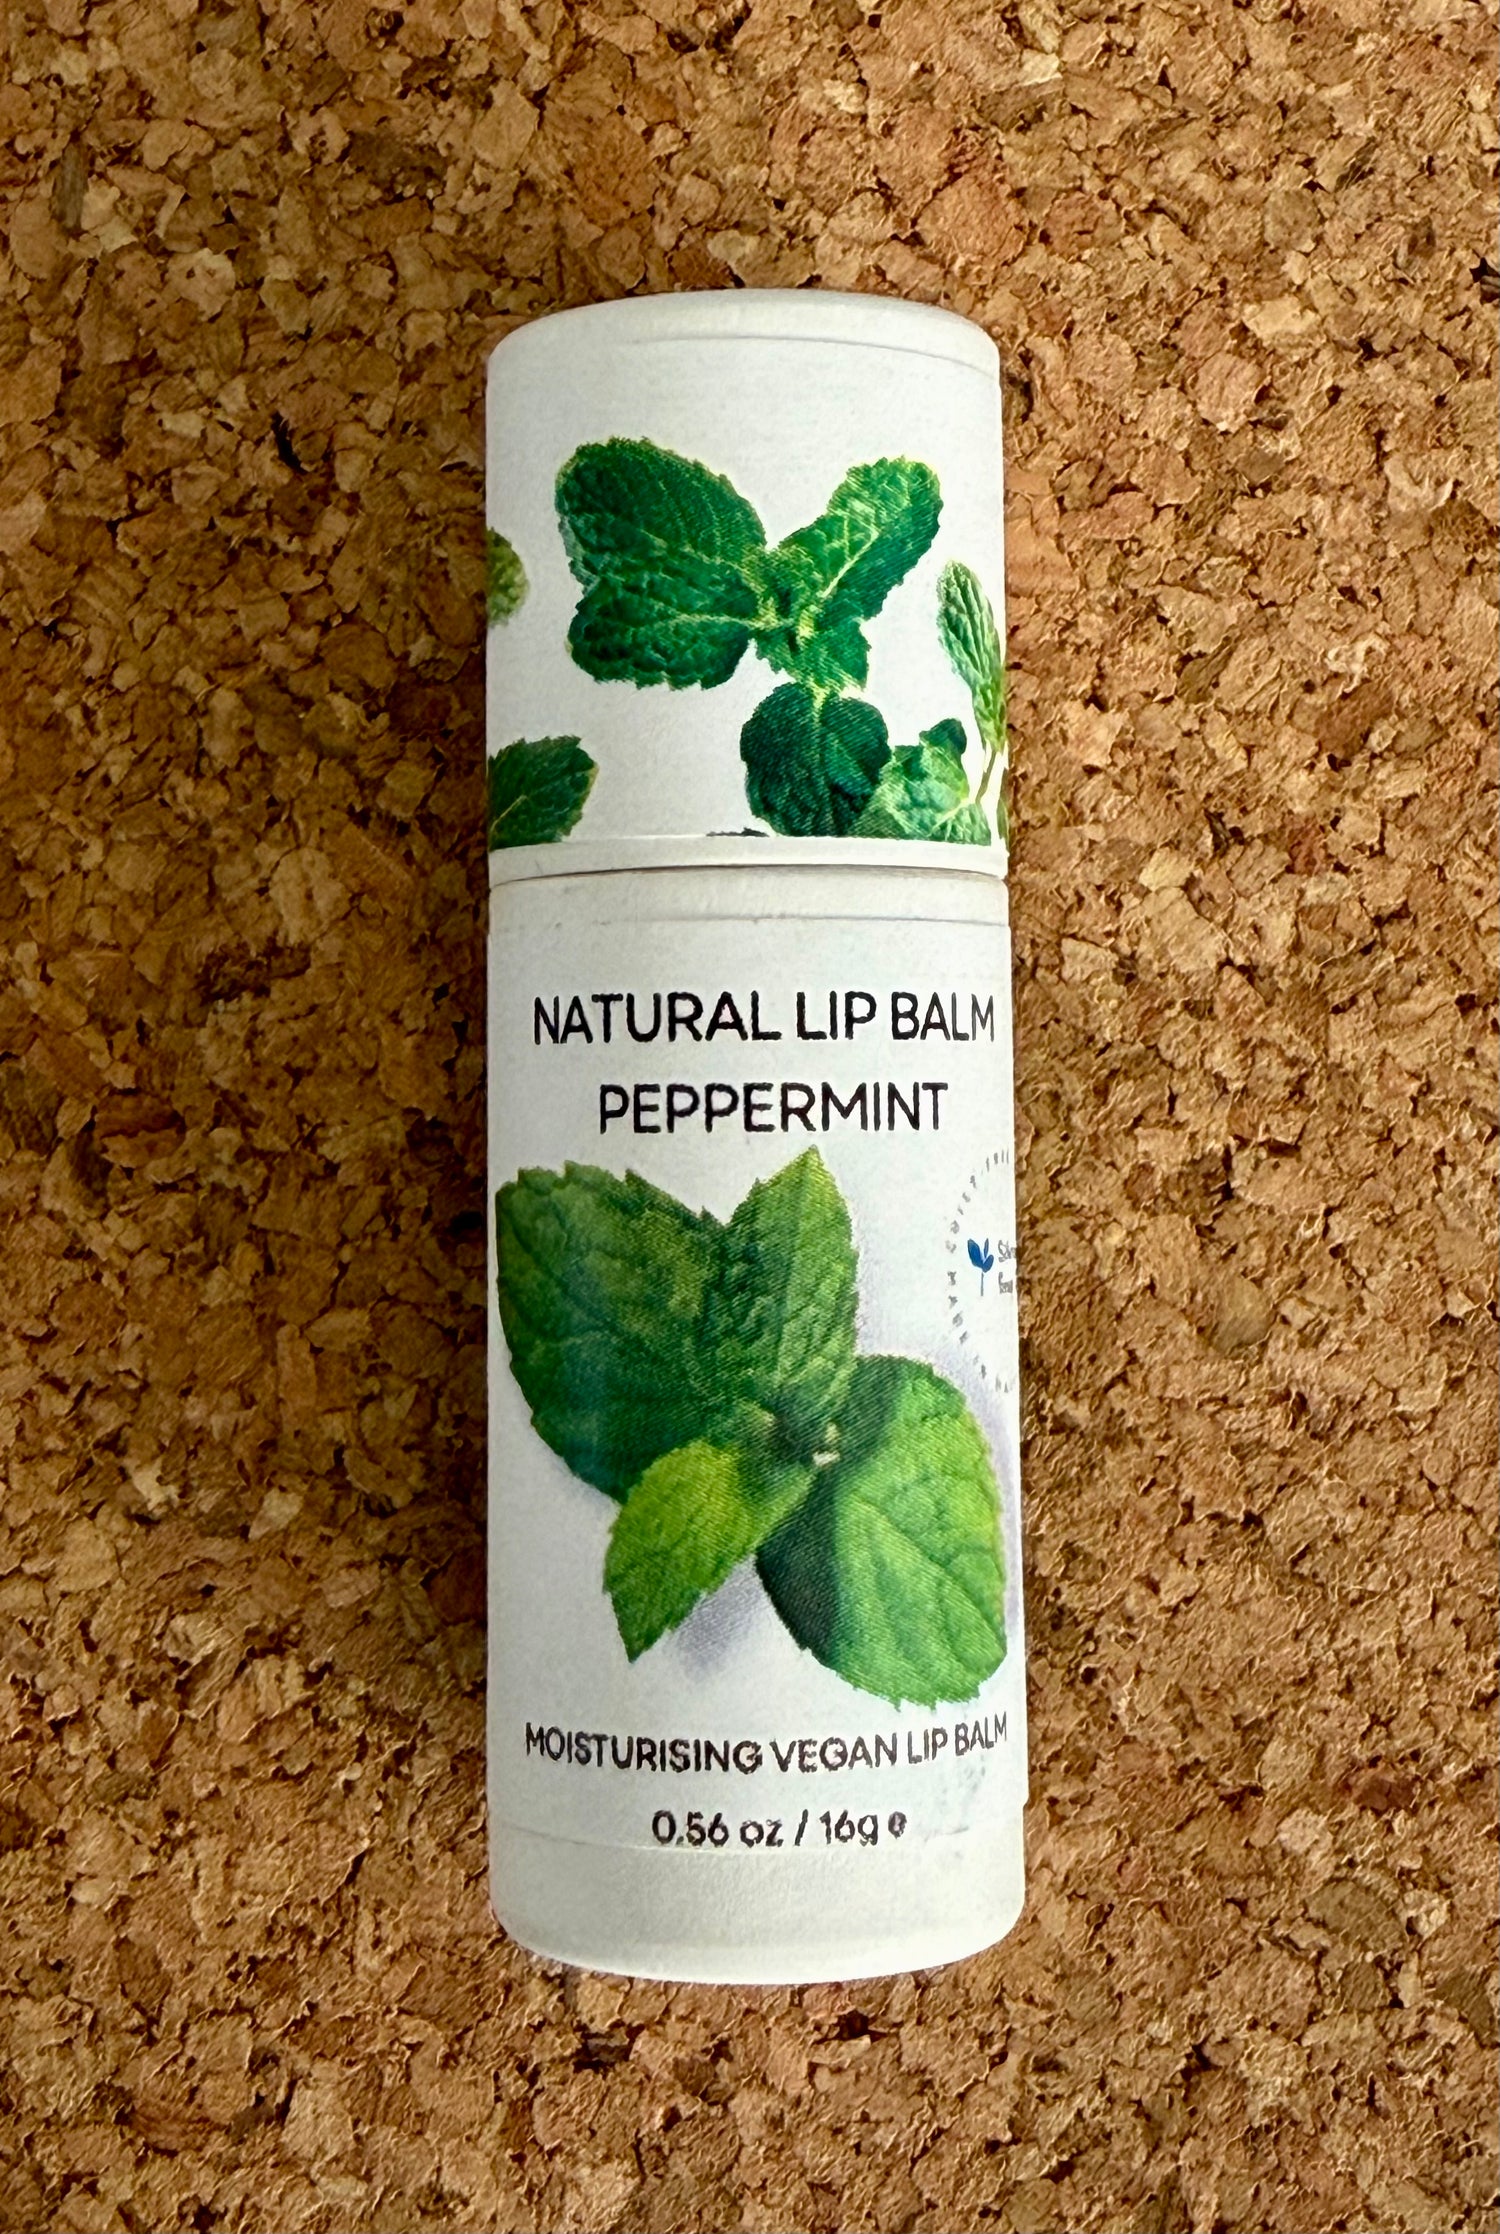 NATURAL LIP BALM
PEPPERMINT
MOISTURISING VEGAN LIP BALM
0.56 oz / 16g e